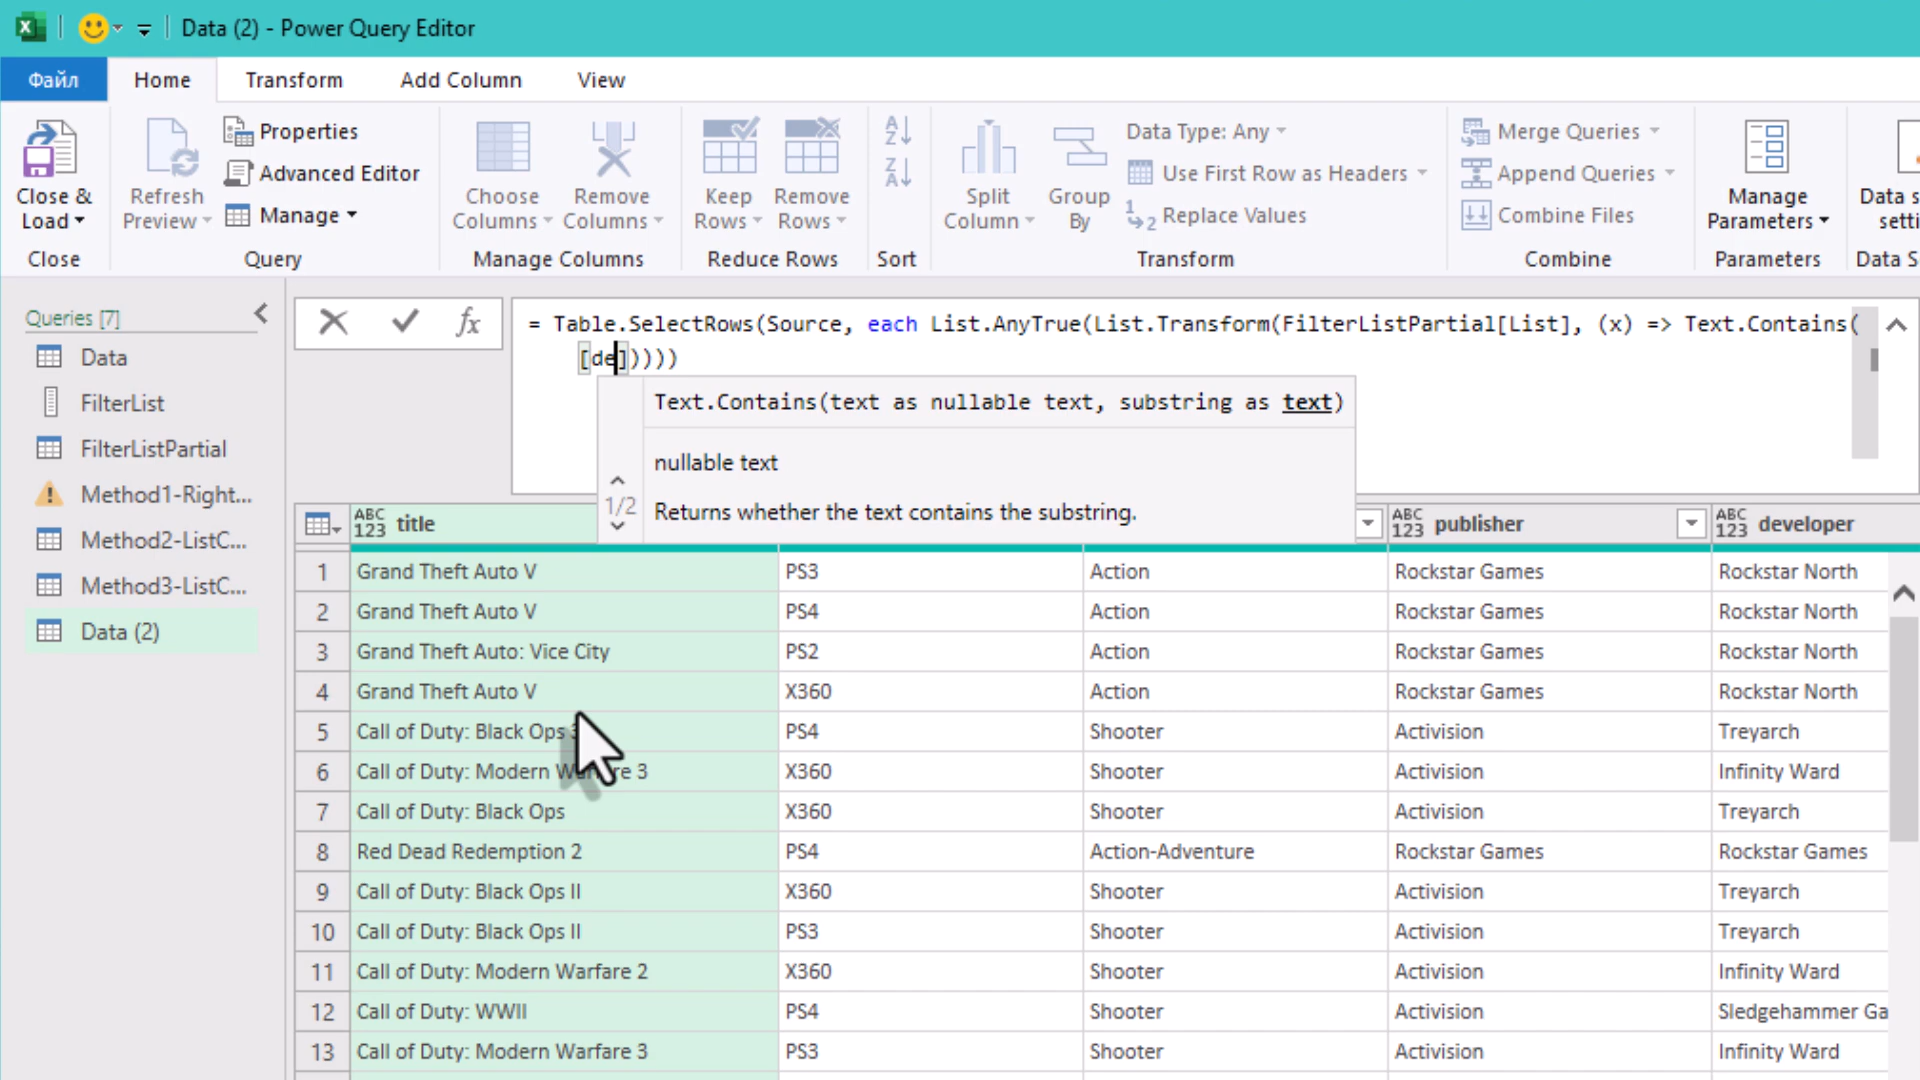 Data (2) - Power Query Editor
Файл Home Transform Add Column View
Close & Load
Refresh Preview
Properties
Advanced Editor
Manage
Choose Columns
Remove Columns
Keep Rows
Remove Rows
Split Column
Group By
Data Type: Any
Use First Row as Headers
Replace Values
Merge Queries
Append Queries
Combine Files
Manage Parameters
Close Query Manage Columns Reduce Rows Sort Transform Combine Parameters
Queries [7]
Data
FilterList
FilterListPartial
Method1-Right...
Method2-ListC...
Method3-ListC...
Data (2)
fx
= Table.SelectRows(Source, each List.AnyTrue(List.Transform(FilterListPartial[List], (x) => Text.Contains(
[de]))))
Text.Contains(text as nullable text, substring as text)
nullable text
1/2
Returns whether the text contains the substring.
ABC 123 title ABC 123 publisher ABC 123 developer
1 Grand Theft Auto V PS3 Action Rockstar Games Rockstar North
2 Grand Theft Auto V PS4 Action Rockstar Games Rockstar North
3 Grand Theft Auto: Vice City PS2 Action Rockstar Games Rockstar North
4 Grand Theft Auto V X360 Action Rockstar Games Rockstar North
5 Call of Duty: Black Ops 3 PS4 Shooter Activision Treyarch
6 Call of Duty: Modern Warfare 3 X360 Shooter Activision Infinity Ward
7 Call of Duty: Black Ops X360 Shooter Activision Treyarch
8 Red Dead Redemption 2 PS4 Action-Adventure Rockstar Games Rockstar Games
9 Call of Duty: Black Ops II X360 Shooter Activision Treyarch
10 Call of Duty: Black Ops II PS3 Shooter Activision Treyarch
11 Call of Duty: Modern Warfare 2 X360 Shooter Activision Infinity Ward
12 Call of Duty: WWII PS4 Shooter Activision Sledgehammer Ga
13 Call of Duty: Modern Warfare 3 PS3 Shooter Activision Infinity Ward